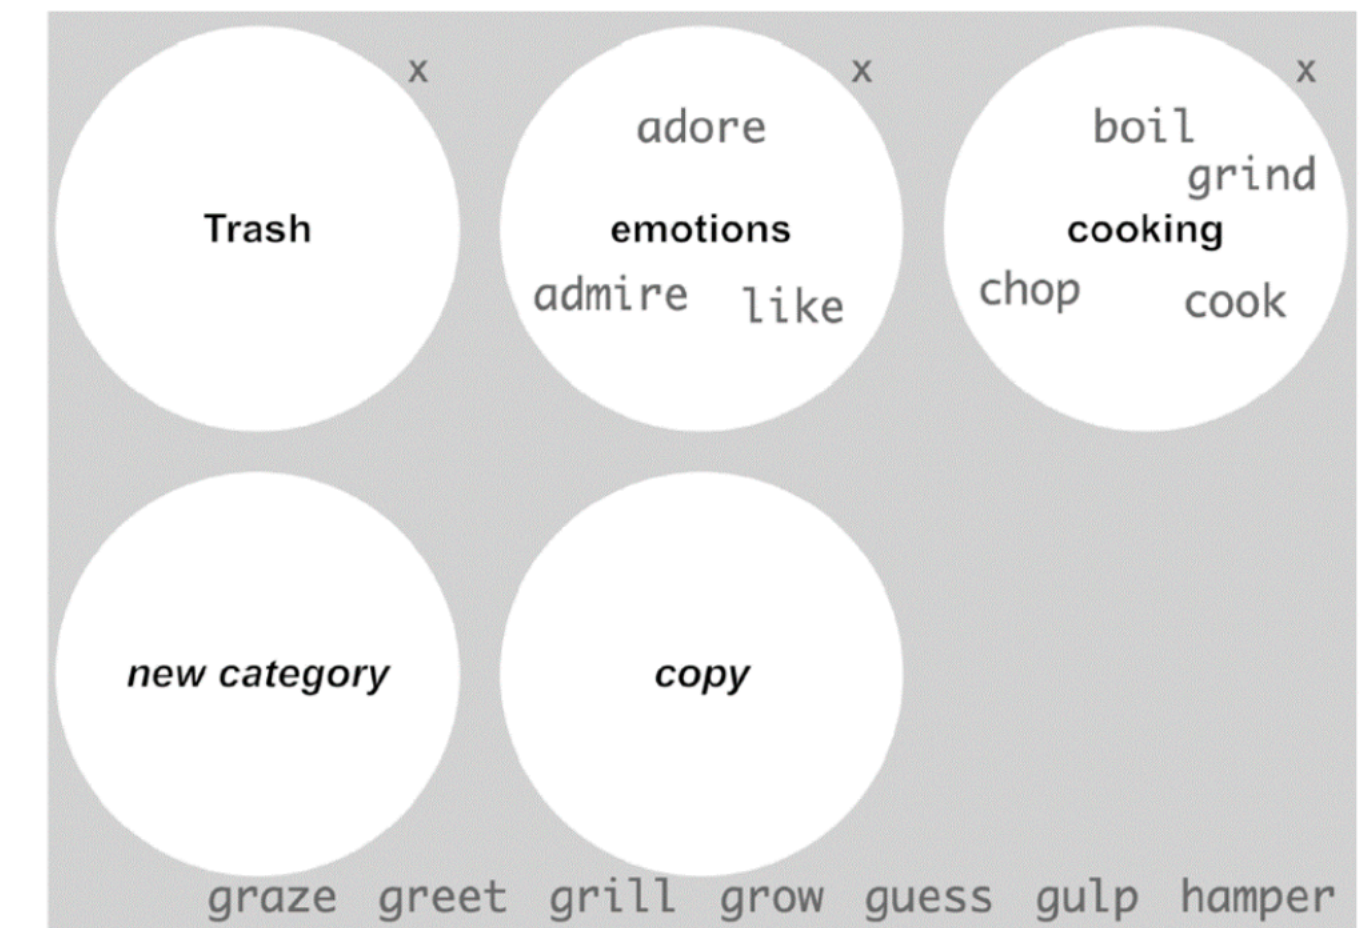 x x x
adore boil
grind
Trash emotions cooking
admire like chop cook
new category copy
graze greet grill grow guess gulp hamper